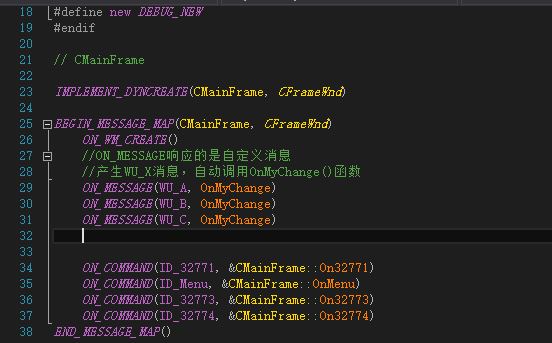 18 #define new DEBUG_NEW
19 #endif
20
21 // CMainFrame
22
23 IMPLEMENT_DYNCREATE(CMainFrame, CFrameWnd)
24
25 BEGIN_MESSAGE_MAP(CMainFrame, CFrameWnd)
26 ON_WM_CREATE()
27 //ON_MESSAGE响应的是自定义消息
28 //产生WU_X消息，自动调用OnMyChange()函数
29 ON_MESSAGE(WU_A, OnMyChange)
30 ON_MESSAGE(WU_B, OnMyChange)
31 ON_MESSAGE(WU_C, OnMyChange)
32
33
34 ON_COMMAND(ID_32771, &CMainFrame::On32771)
35 ON_COMMAND(ID_Menu, &CMainFrame::OnMenu)
36 ON_COMMAND(ID_32773, &CMainFrame::On32773)
37 ON_COMMAND(ID_32774, &CMainFrame::On32774)
38 END_MESSAGE_MAP()